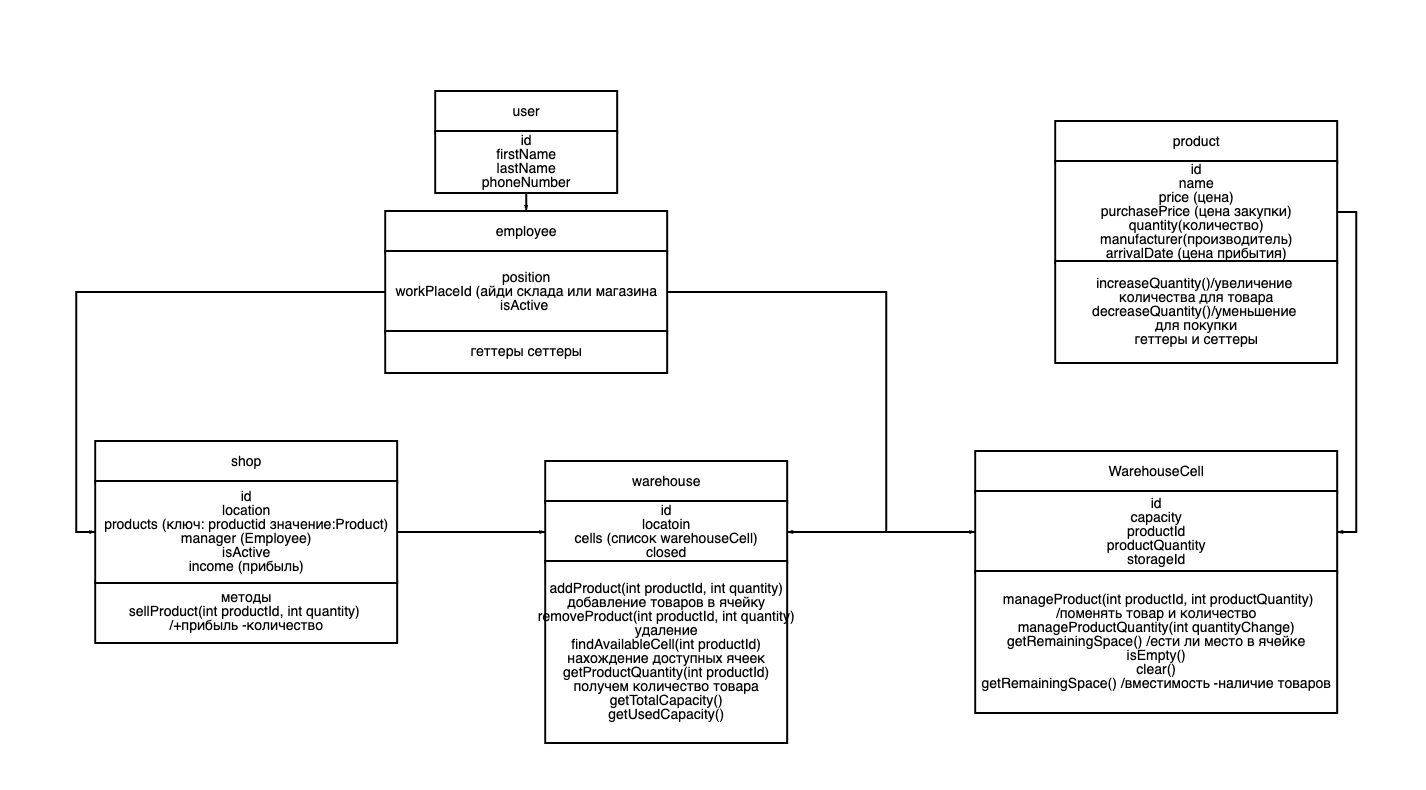 user
id
firstName
lastName
phoneNumber
employee
position
workPlaceId (айди склада или магазина
isActive
геттеры сеттеры
product
id
name
price (цена)
purchasePrice (цена закупки)
quantity(количество)
manufacturer(производитель)
arrivalDate (цена прибытия)
increaseQuantity()/увеличение
количества для товара
decreaseQuantity()/уменьшение
для покупки
геттеры и сеттеры
shop
id
location
products (ключ: productid значение:Product)
manager (Employee)
isActive
income (прибыль)
методы
sellProduct(int productId, int quantity)
/+прибыль -количество
warehouse
id
locatoin
cells (список warehouseCell)
closed
addProduct(int productId, int quantity)
добавление товаров в ячейку
removeProduct(int productId, int quantity)
удаление
findAvailableCell(int productId)
нахождение доступных ячеек
getProductQuantity(int productId)
получем количество товара
getTotalCapacity()
getUsedCapacity()
WarehouseCell
id
capacity
productId
productQuantity
storageId
manageProduct(int productId, int productQuantity)
/поменять товар и количество
manageProductQuantity(int quantityChange)
getRemainingSpace() /ести ли место в ячейке
isEmpty()
clear()
getRemainingSpace() /вместимость -наличие товаров